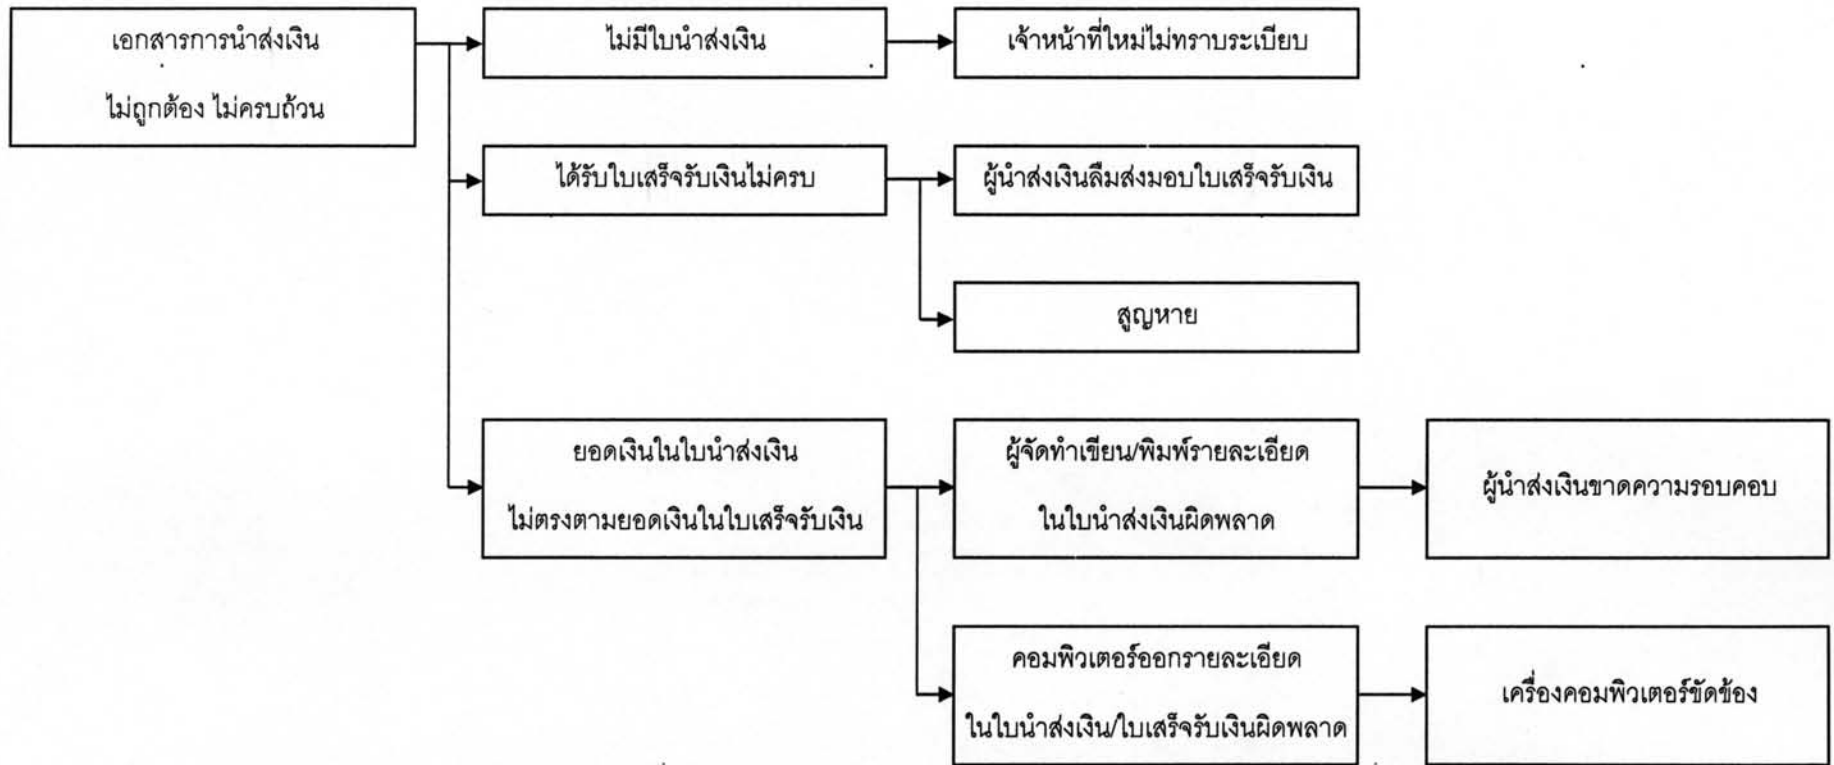 เอกสารการนำส่งเงิน
ไม่ถูกต้อง ไม่ครบถ้วน
ไม่มีใบนำส่งเงิน
เจ้าหน้าที่ใหม่ไม่ทราบระเบียบ
ได้รับใบเสร็จรับเงินไม่ครบ
ผู้นำส่งเงินลืมส่งมอบใบเสร็จรับเงิน
สูญหาย
ยอดเงินในใบนำส่งเงิน
ไม่ตรงตามยอดเงินในใบเสร็จรับเงิน
ผู้จัดทำเขียน/พิมพ์รายละเอียด
ในใบนำส่งเงินผิดพลาด
ผู้นำส่งเงินขาดความรอบคอบ
คอมพิวเตอร์ออกรายละเอียด
ในใบนำส่งเงิน/ใบเสร็จรับเงินผิดพลาด
เครื่องคอมพิวเตอร์ขัดข้อง